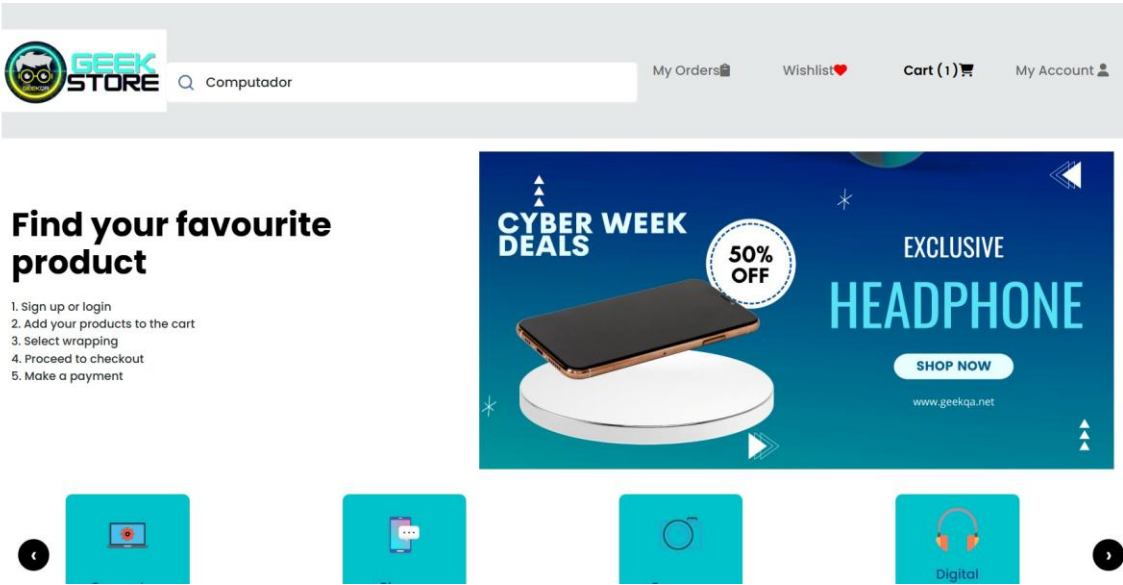 GEEK
STORE
GEEKQA
Computador
My Orders
Wishlist
Cart (1)
My Account
Find your favourite
product
1. Sign up or login
2. Add your products to the cart
3. Select wrapping
4. Proceed to checkout
5. Make a payment
CYBER WEEK
DEALS
50%
OFF
EXCLUSIVE
HEADPHONE
SHOP NOW
www.geekqa.net
Digital